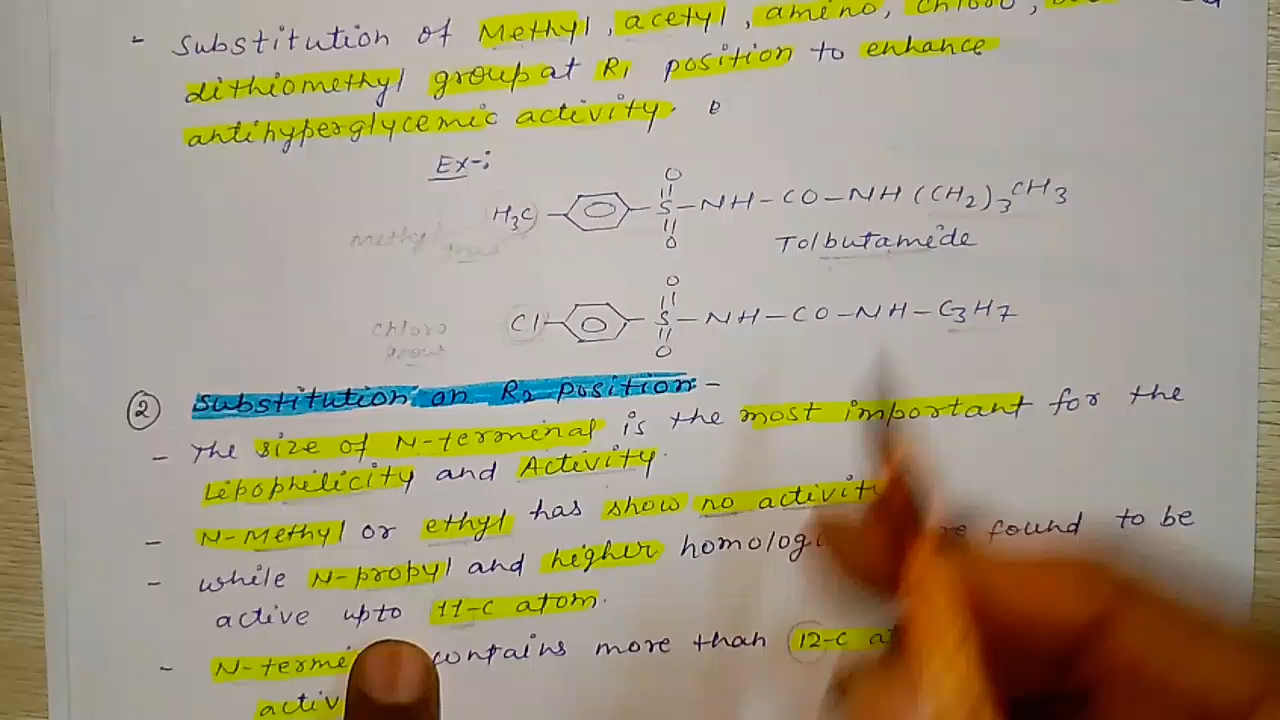 - Substitution of Methyl, acetyl, amino, chloro,
dithiomethyl group at R1 position to enhance
antihyperglycemic activity.
Ex-:
O
H3C S - NH - CO - NH (CH2)3 CH3
O
methyl group
Tolbutamide
O
Cl S - NH - CO - NH - C3H7
O
chloro
group
② Substitution on R2 position: -
- The size of N-terminal is the most important for the
Lipophilicity and Activity.
- N-Methyl or ethyl has show no activity
- while N-propyl and higher homolog found to be
active upto 11-C atom.
- N-termi contains more than 12-C a
activ